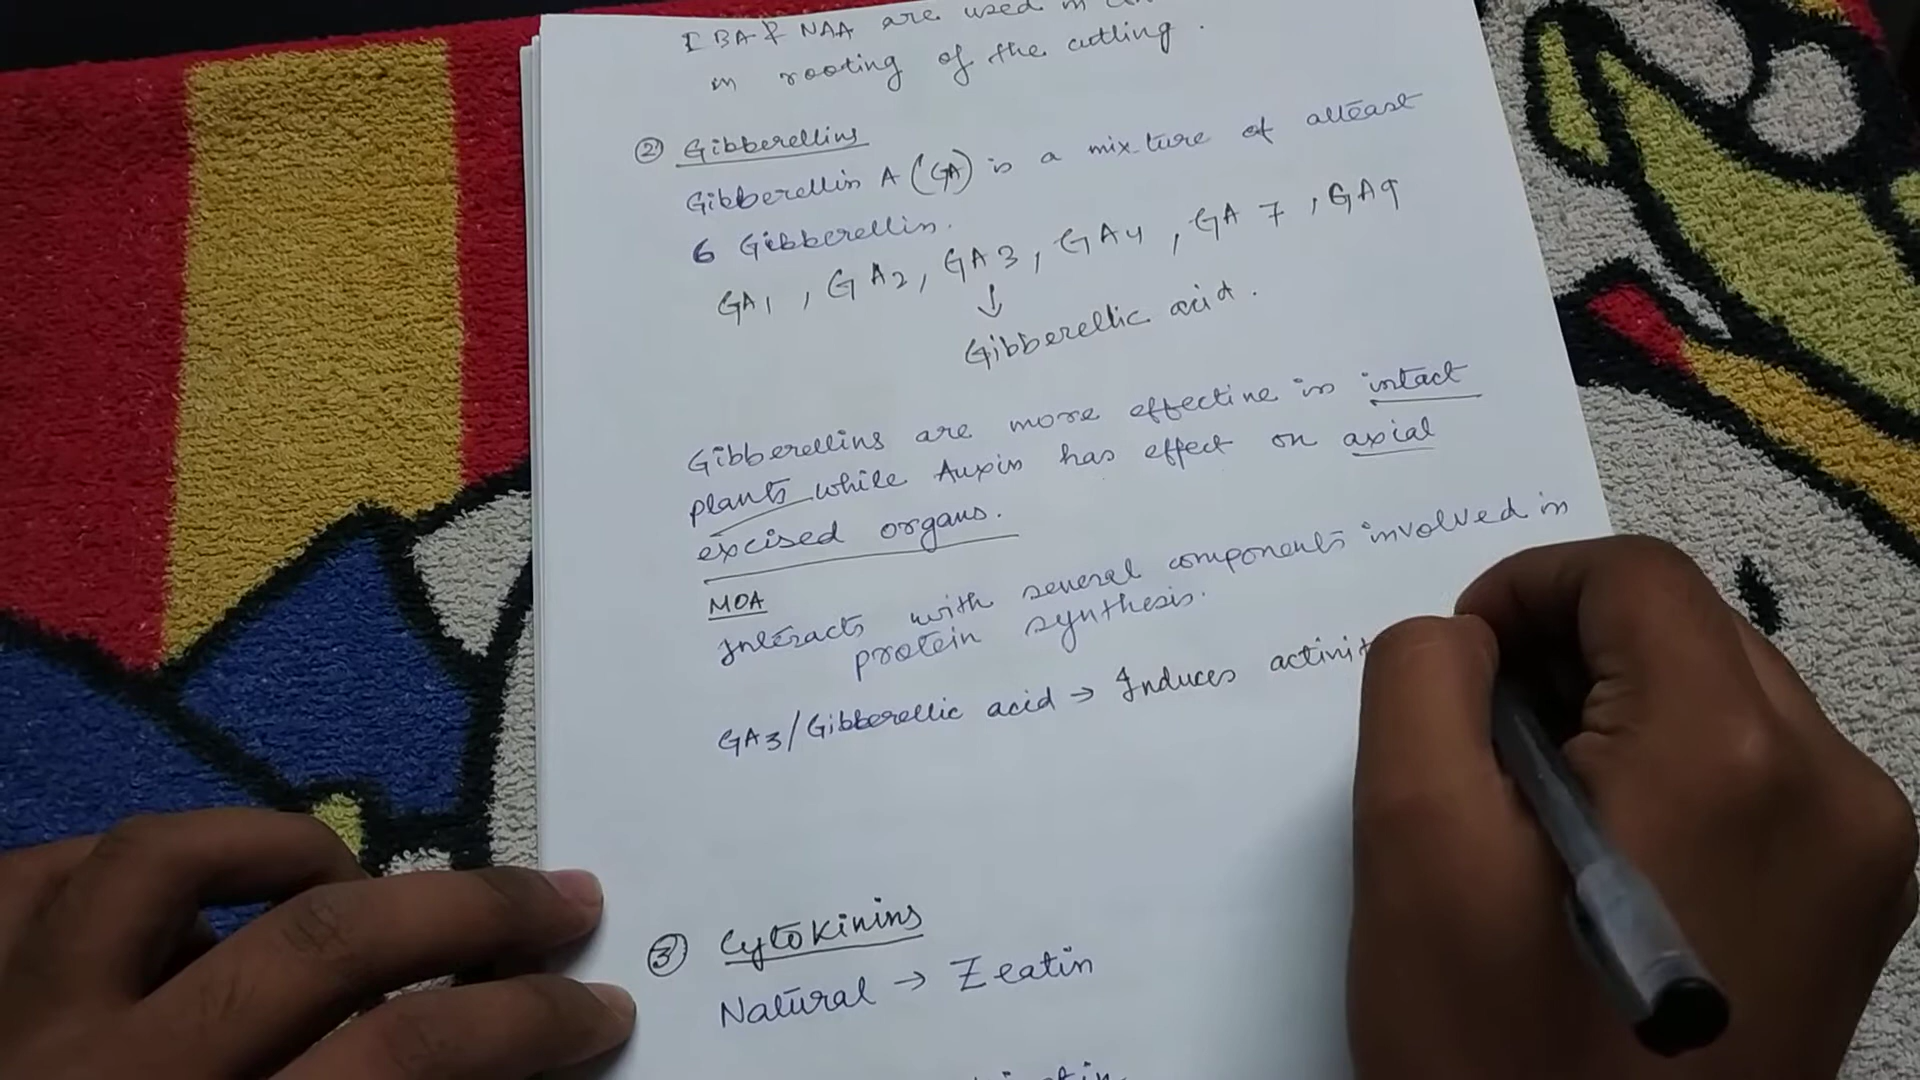 IBA & NAA are used in
in rooting of the cutting.
② Gibberellins
Gibberellin A (GA) is a mixture of atleast
6 Gibberellin.
GA1, GA2, GA3, GA4, GA7, GA9
↓
Gibberellic acid.
Gibberellins are more effective in intact
plants while Auxin has effect on axial
excised organs.
MOA
Interacts with several components involved in
protein synthesis.
GA3/Gibberellic acid → Induces activit
③ Cytokinins
Natural → Zeatin